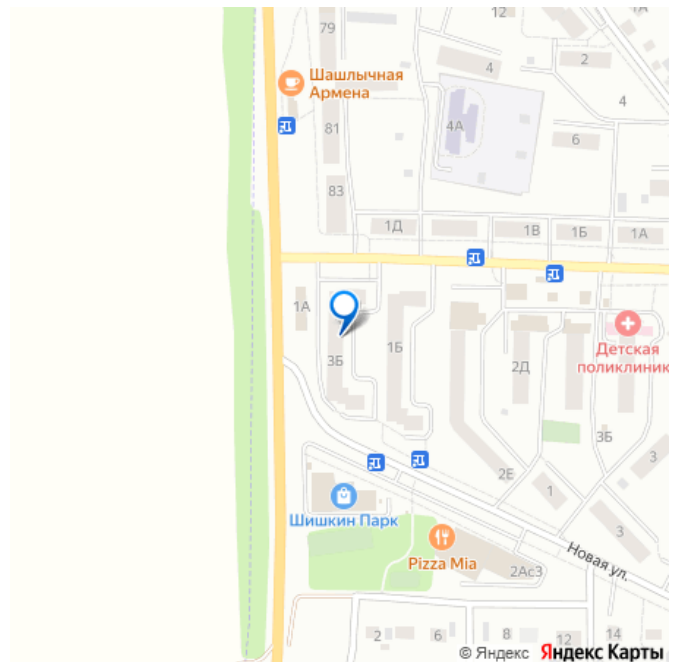 79
12
1А
Шашлычная
Армена
4
2
4
81
4А
6
83
1Д
1В
1Б
1А
1А
3Б
1Б
2Д
Детская
поликлиник
3Б
3
2Е
1
3
Шишкин Парк
Новая ул.
Pizza Mia
2Ас3
2
6
8
12
14
© Яндекс Яндекс Карты